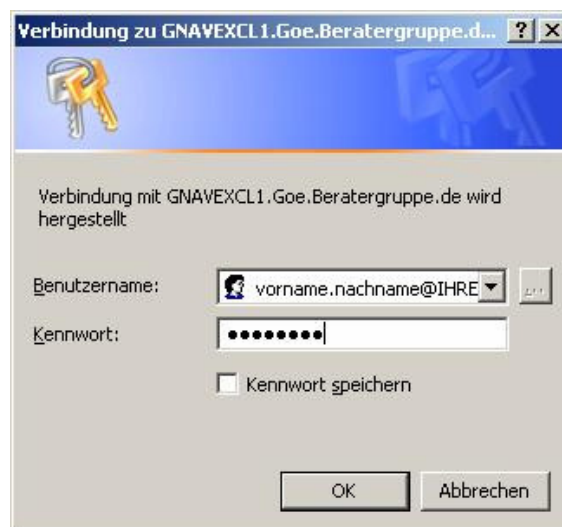 Verbindung zu GNAVEXCL1.Goe.Beratergruppe.d...
Verbindung mit GNAVEXCL1.Goe.Beratergruppe.de wird
hergestellt
Benutzername: vorname.nachname@IHRE
Kennwort: ●●●●●●●●
Kennwort speichern
OK Abbrechen